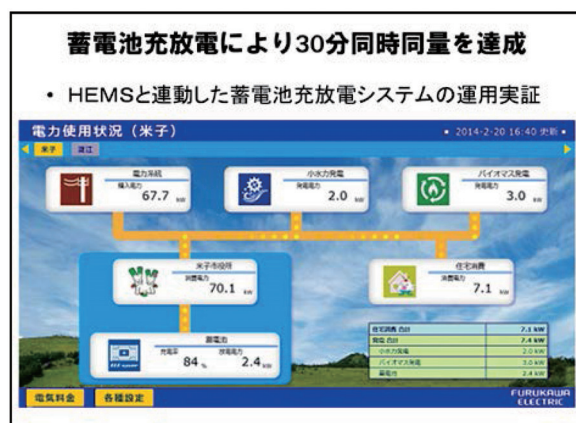 蓄電池充放電により30分同時同量を達成
• HEMSと連動した蓄電池充放電システムの運用実証
電力使用状況（米子）
• 2014-2-20 16:40 更新 •
米子 淀江
電力系統
購入電力
67.7 kW
小水力発電
発電電力
2.0 kW
バイオマス発電
発電電力
3.0 kW
米子市役所
消費電力
70.1 kW
住宅消費
消費電力
7.1 kW
蓄電池
充電率 放電電力
84 % 2.4 kW
住宅消費 合計 7.1 kW
発電 合計 7.4 kW
小水力発電 2.0 kW
バイオマス発電 3.0 kW
蓄電池 2.4 kW
電気料金 各種設定
FURUKAWA
ELECTRIC